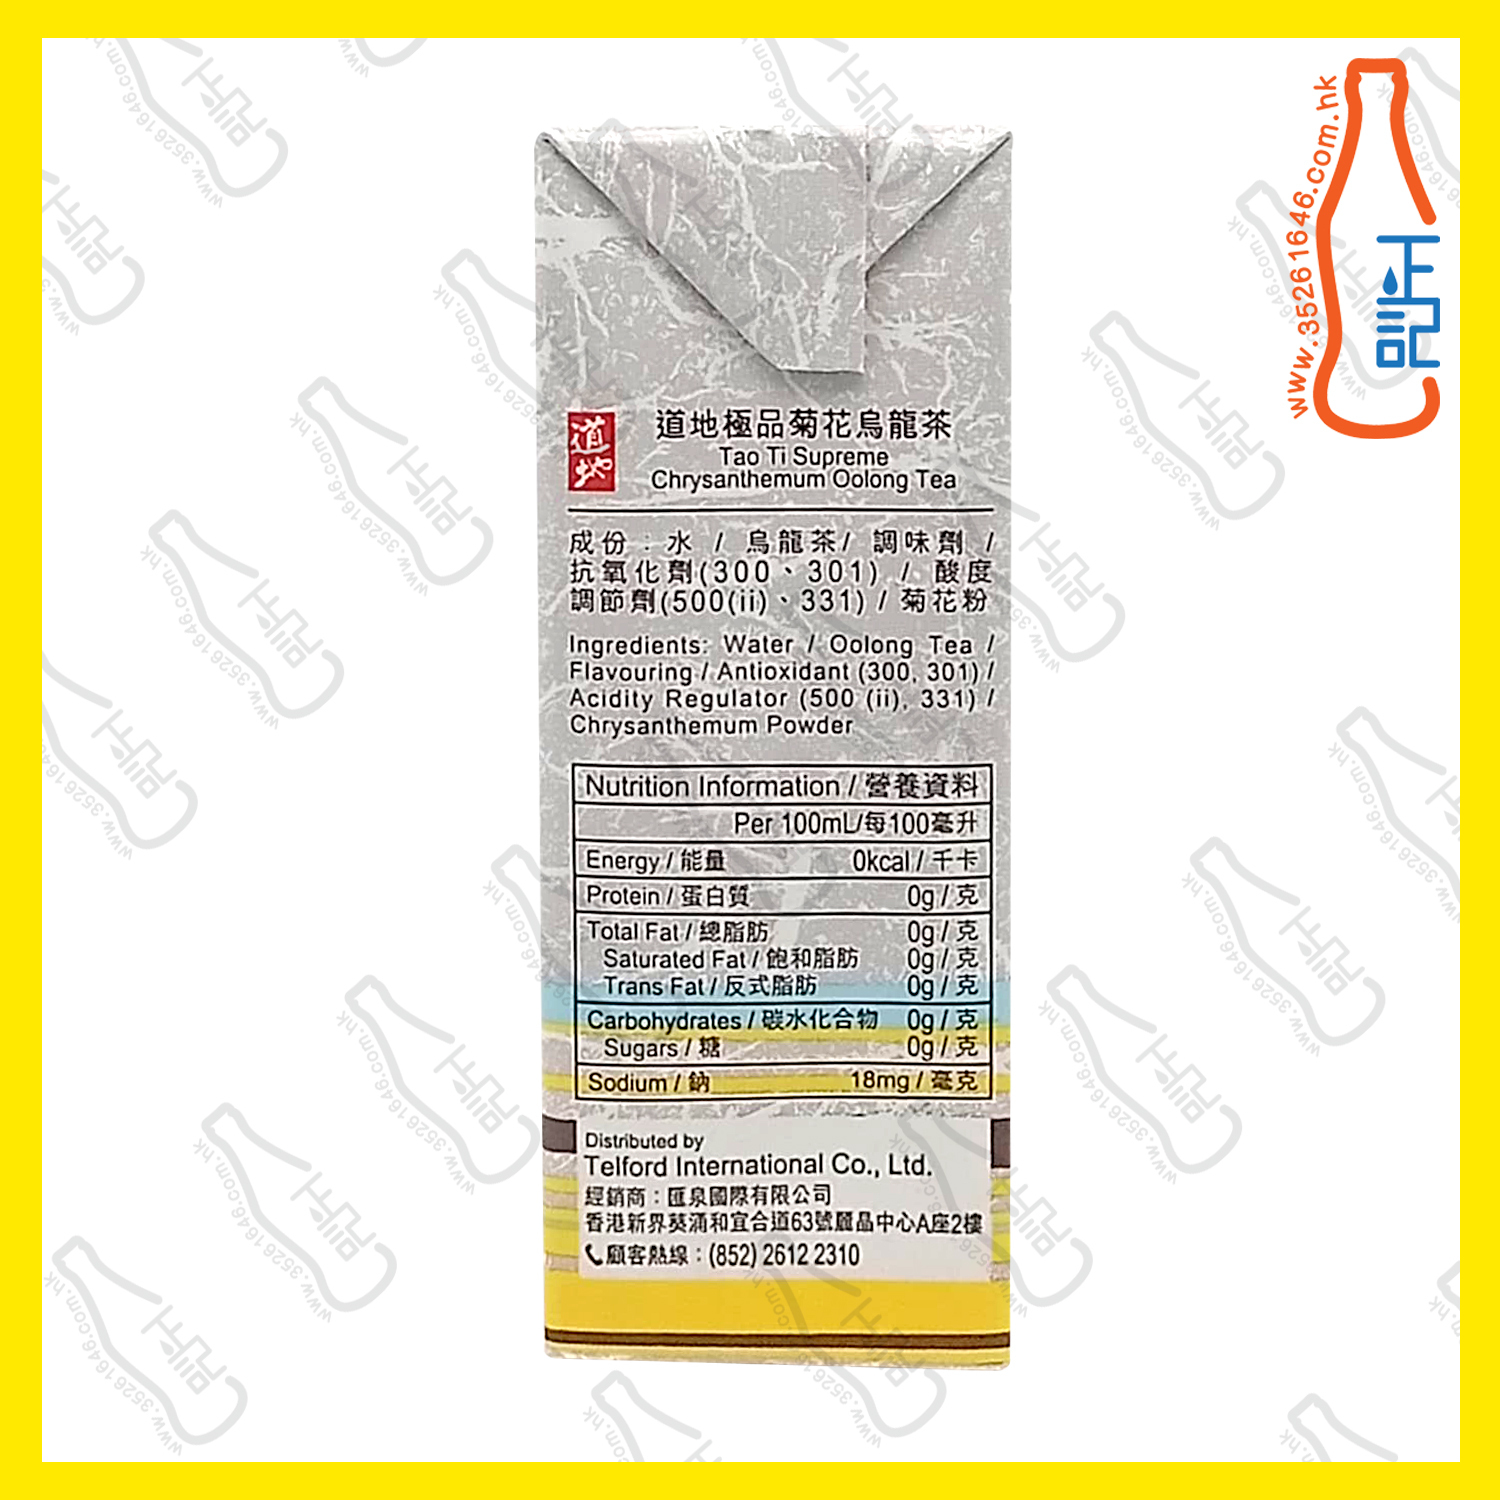 www.35261646.com.hk
正記
道地
道地極品菊花烏龍茶
Tao Ti Supreme
Chrysanthemum Oolong Tea
成份：水 / 烏龍茶/ 調味劑 /
抗氧化劑(300、301) / 酸度
調節劑(500(ii)、331) / 菊花粉
Ingredients: Water / Oolong Tea /
Flavouring / Antioxidant (300, 301) /
Acidity Regulator (500 (ii), 331) /
Chrysanthemum Powder
Nutrition Information / 營養資料
Per 100mL/每100毫升
Energy / 能量 0kcal / 千卡
Protein / 蛋白質 0g / 克
Total Fat / 總脂肪 0g / 克
Saturated Fat / 飽和脂肪 0g / 克
Trans Fat / 反式脂肪 0g / 克
Carbohydrates / 碳水化合物 0g / 克
Sugars / 糖 0g / 克
Sodium / 鈉 18mg / 毫克
Distributed by
Telford International Co., Ltd.
經銷商：匯泉國際有限公司
香港新界葵涌和宜合道63號麗晶中心A座2樓
顧客熱線：(852) 2612 2310